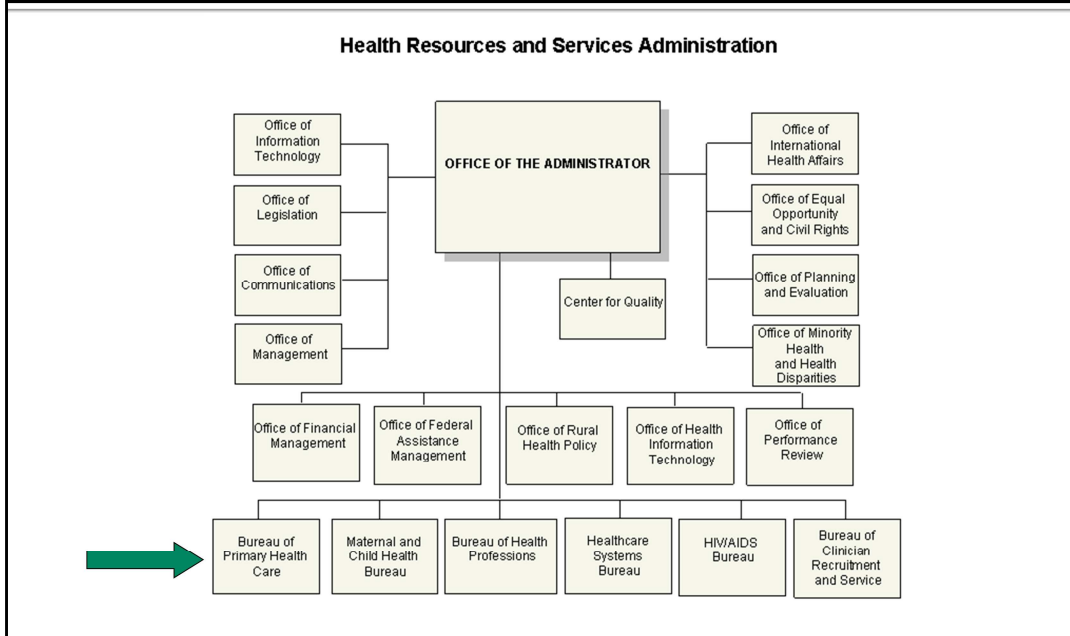 Health Resources and Services Administration
Office of
Information
Technology
OFFICE OF THE ADMINISTRATOR
Office of
International
Health Affairs
Office of
Legislation
Office of Equal
Opportunity
and Civil Rights
Office of
Communications
Center for Quality
Office of Planning
and Evaluation
Office of
Management
Office of Minority
Health
and Health
Disparities
Office of Financial
Management
Office of Federal
Assistance
Management
Office of Rural
Health Policy
Office of Health
Information
Technology
Office of
Performance
Review
Bureau of
Primary Health
Care
Maternal and
Child Health
Bureau
Bureau of Health
Professions
Healthcare
Systems
Bureau
HIV/AIDS
Bureau
Bureau of
Clinician
Recruitment
and Service